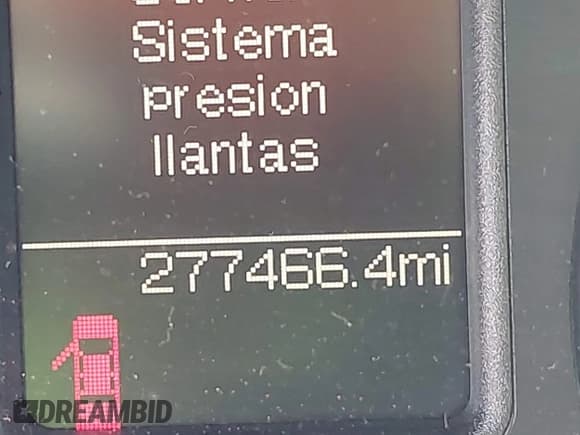 Sistema
presion
llantas
277466.4mi
DREAMBID